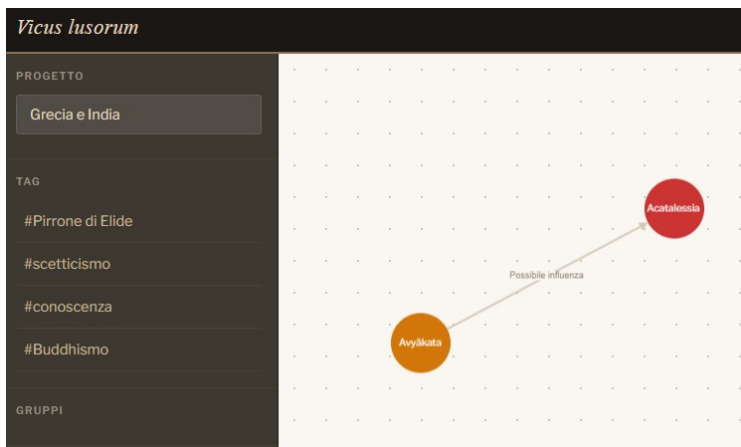 Vicus lusorum
PROGETTO
Grecia e India
TAG
#Pirrone di Elide
#scetticismo
#conoscenza
#Buddhismo
GRUPPI
Acatalessia
Possibile influenza
Avyākata